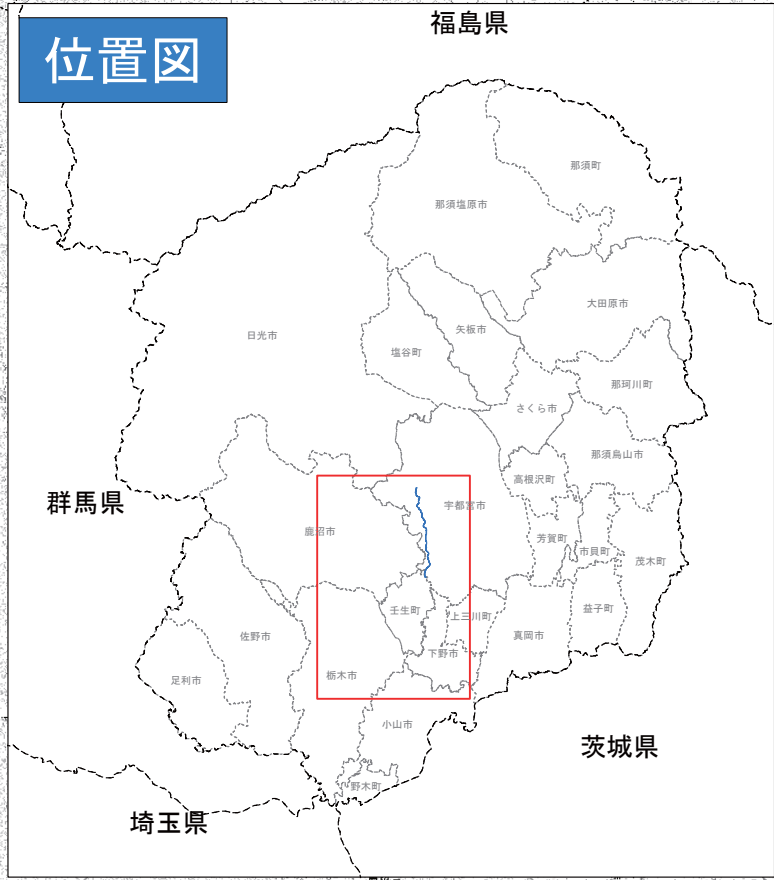 福島県
位置図
那須町
那須塩原市
大田原市
日光市
矢板市
塩谷町
那珂川町
さくら市
那須烏山市
高根沢町
群馬県
宇都宮市
鹿沼市
芳賀町
市貝町
茂木町
壬生町
益子町
上三川町
佐野市
真岡市
下野市
栃木市
足利市
小山市
茨城県
野木町
埼玉県